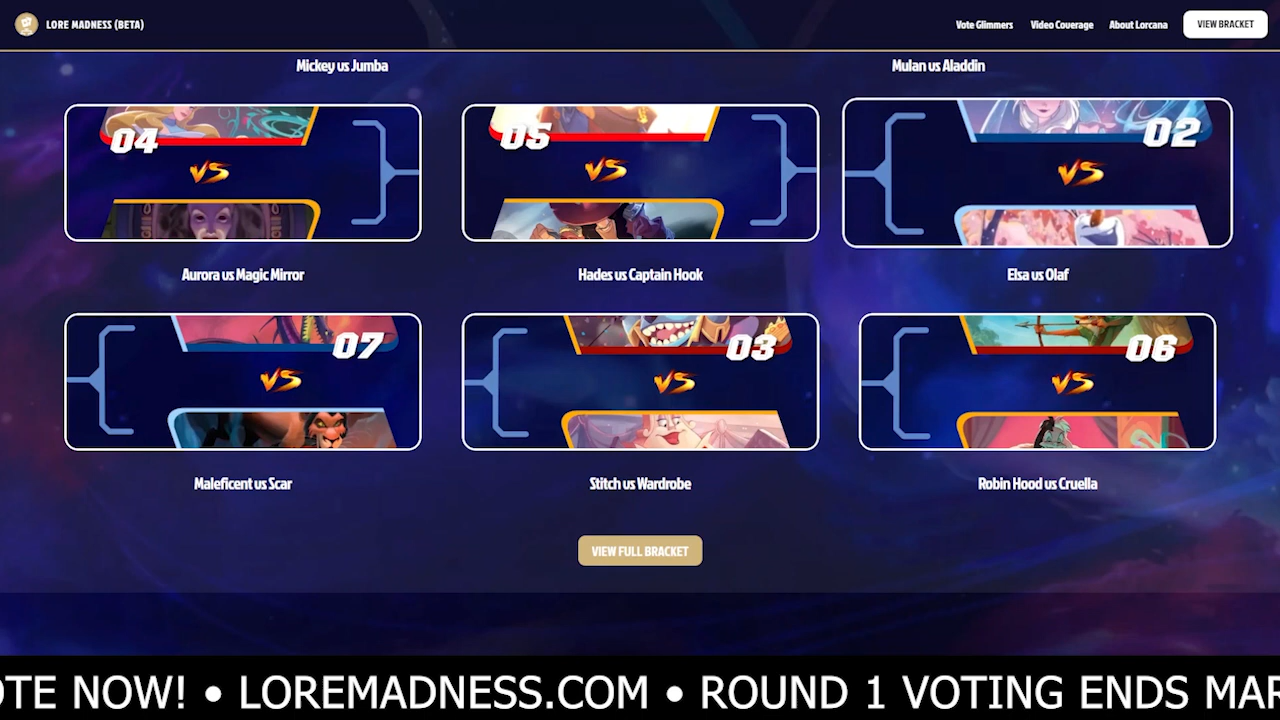 LORE MADNESS (BETA)
Vote Glimmers Video Coverage About Lorcana VIEW BRACKET
Mickey vs Jumba Mulan vs Aladdin
04 05 02
VS VS VS
Aurora vs Magic Mirror Hades vs Captain Hook Elsa vs Olaf
07 03 06
VS VS VS
Maleficent vs Scar Stitch vs Wardrobe Robin Hood vs Cruella
VIEW FULL BRACKET
OTE NOW! • LOREMADNESS.COM • ROUND 1 VOTING ENDS MAR